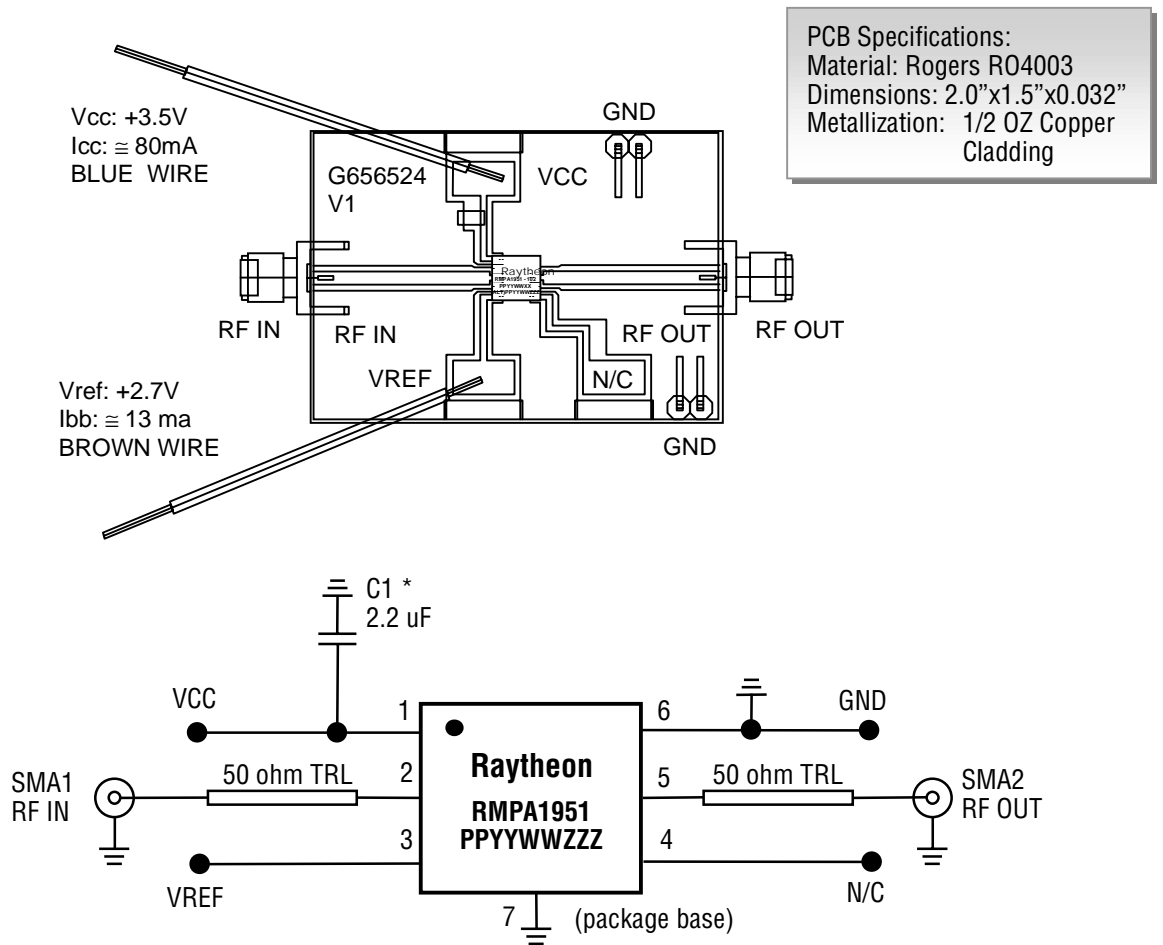 PCB Specifications:
Material: Rogers RO4003
Dimensions: 2.0”x1.5”x0.032”
Metallization: 1/2 OZ Copper
Cladding
Vcc: +3.5V
Icc: ≅ 80mA
BLUE WIRE
GND
G656524
V1
VCC
Raytheon
PPYYWWXX
RF IN
RF IN
RF OUT
RF OUT
VREF
N/C
Vref: +2.7V
Ibb: ≅ 13 ma
BROWN WIRE
GND
C1 *
2.2 uF
VCC
1
6
GND
SMA1
RF IN
50 ohm TRL
2
Raytheon
5
50 ohm TRL
SMA2
RF OUT
RMPA1951
PPYYWWZZZ
3
4
VREF
N/C
7
(package base)